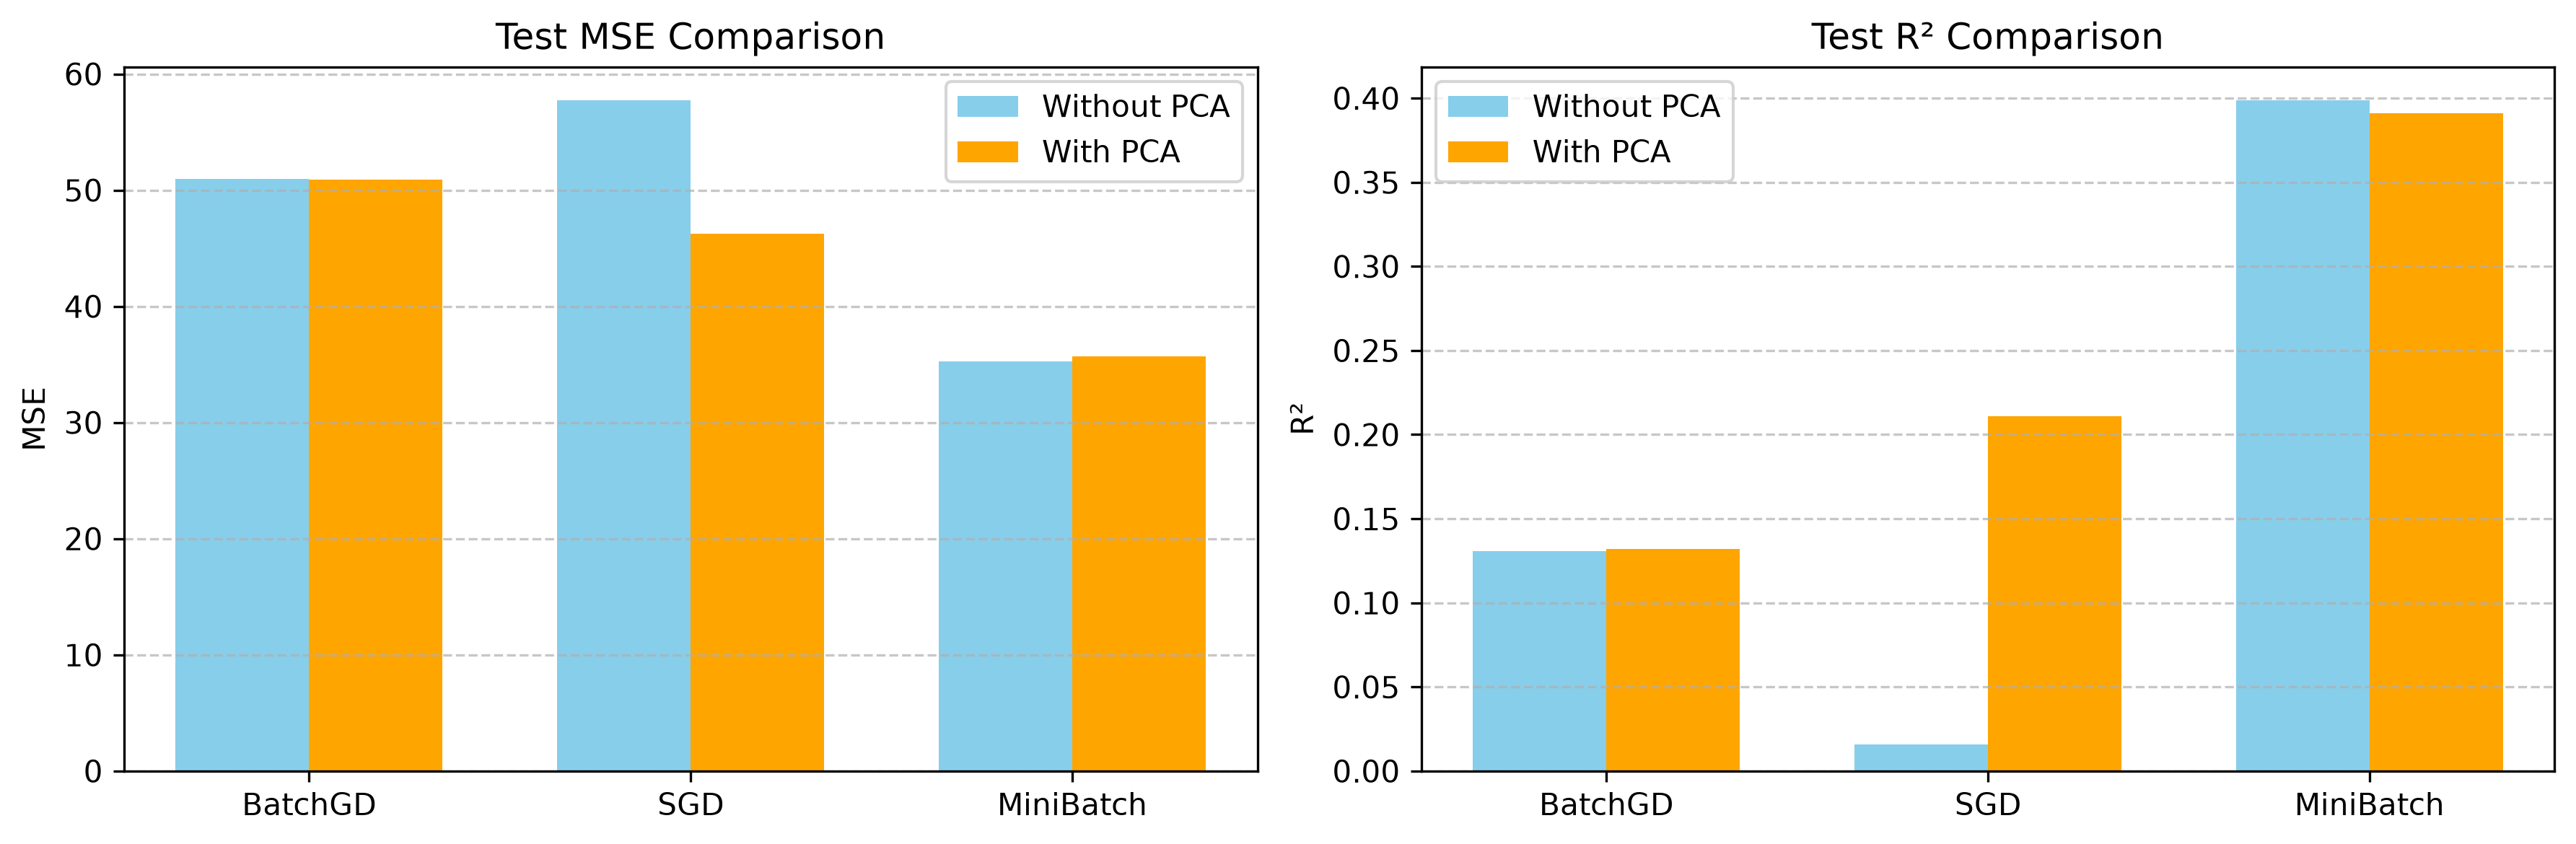 Test MSE Comparison
60
50
40
30
20
10
0
MSE
Without PCA
With PCA
BatchGD SGD MiniBatch
Test R² Comparison
0.40
0.35
0.30
0.25
0.20
0.15
0.10
0.05
0.00
R²
Without PCA
With PCA
BatchGD SGD MiniBatch